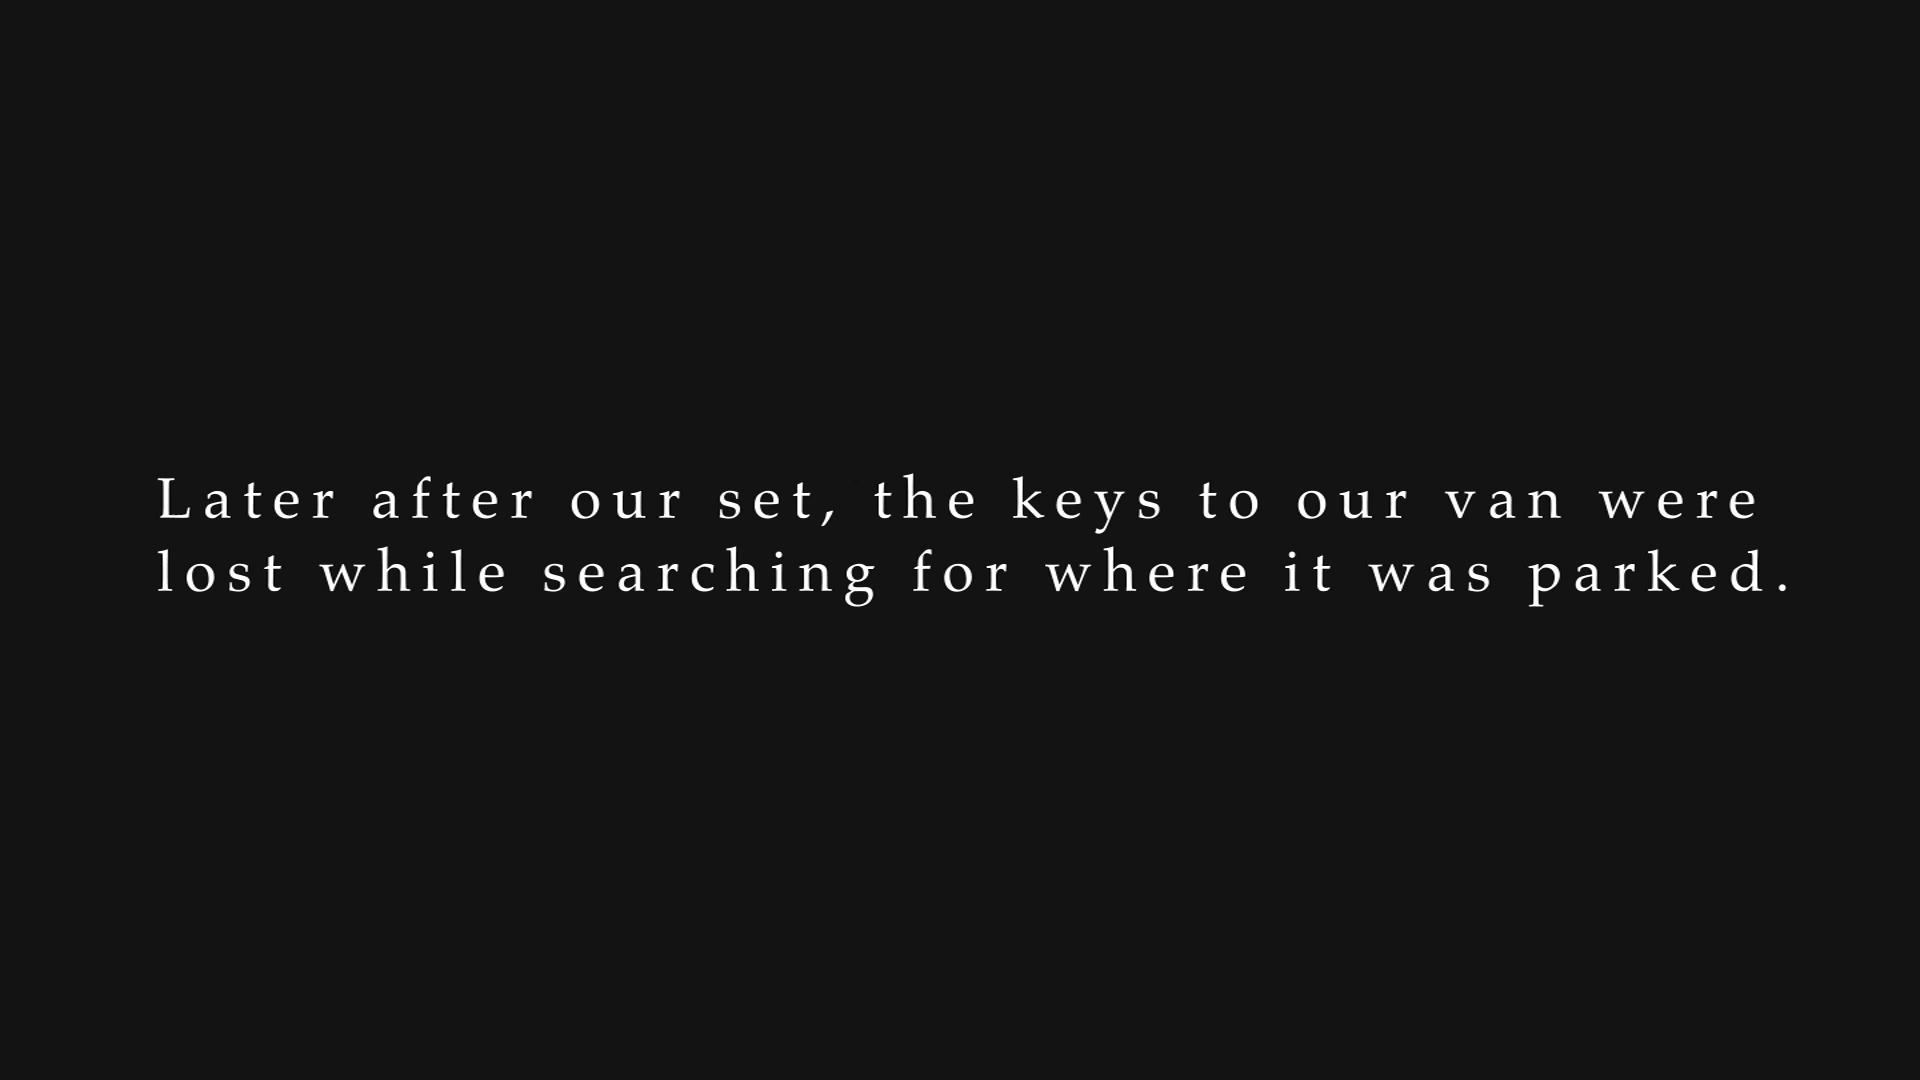 Later after our set, the keys to our van were
lost while searching for where it was parked.